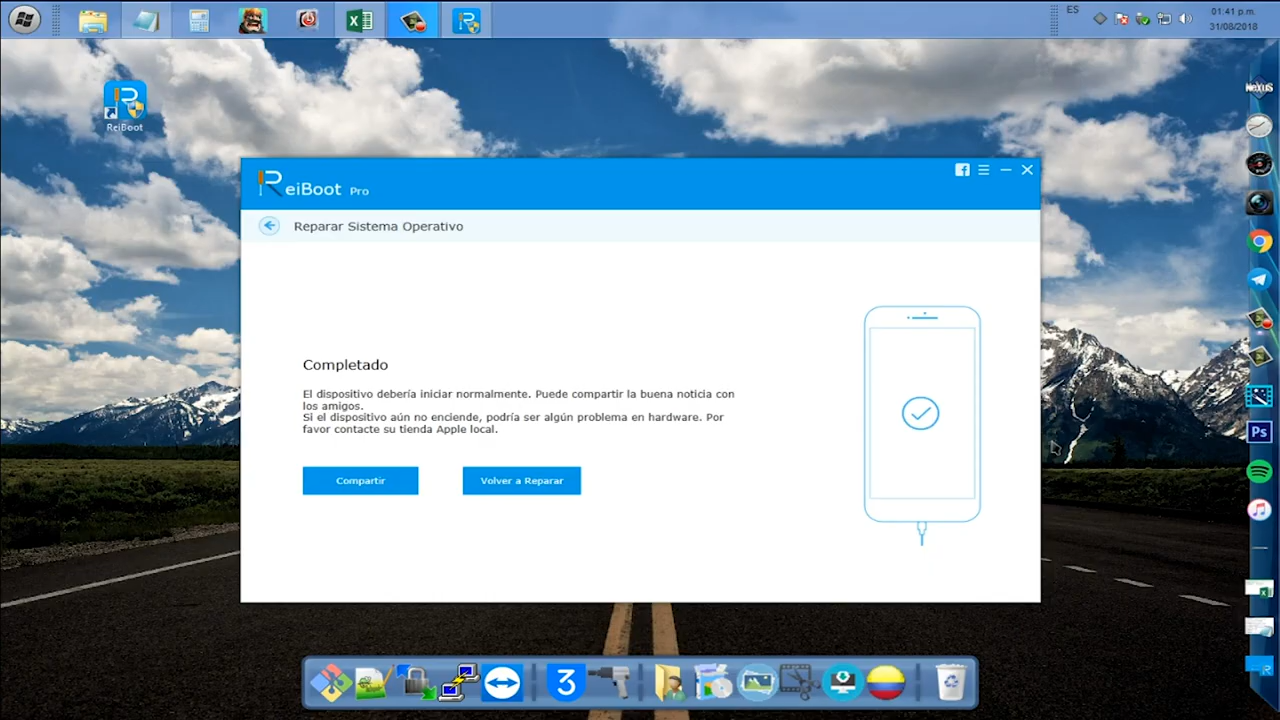 ES
01:41 p.m.
31/08/2018
ReiBoot
NEXUS
ReiBoot Pro
Reparar Sistema Operativo
Completado
El dispositivo debería iniciar normalmente. Puede compartir la buena noticia con
los amigos.
Si el dispositivo aún no enciende, podría ser algún problema en hardware. Por
favor contacte su tienda Apple local.
Compartir
Volver a Reparar
Ps
3